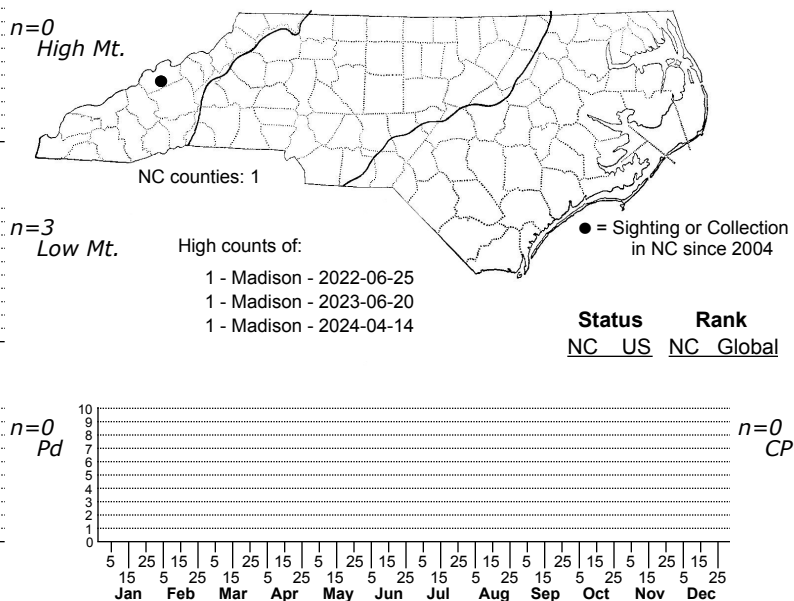 n=0
High Mt.
NC counties: 1
n=3
Low Mt.
High counts of:
1 - Madison - 2022-06-25
1 - Madison - 2023-06-20
1 - Madison - 2024-04-14
● = Sighting or Collection
in NC since 2004
Status Rank
NC US NC Global
n=0
Pd
10
9
8
7
6
5
4
3
2
1
0
n=0
CP
5 25 15 5 25 15 5 25 15 5 25 15 5 25 15 5 25 15
15 5 25 15 5 25 15 5 25 15 5 25 15 5 25 15 5 25
Jan Feb Mar Apr May Jun Jul Aug Sep Oct Nov Dec